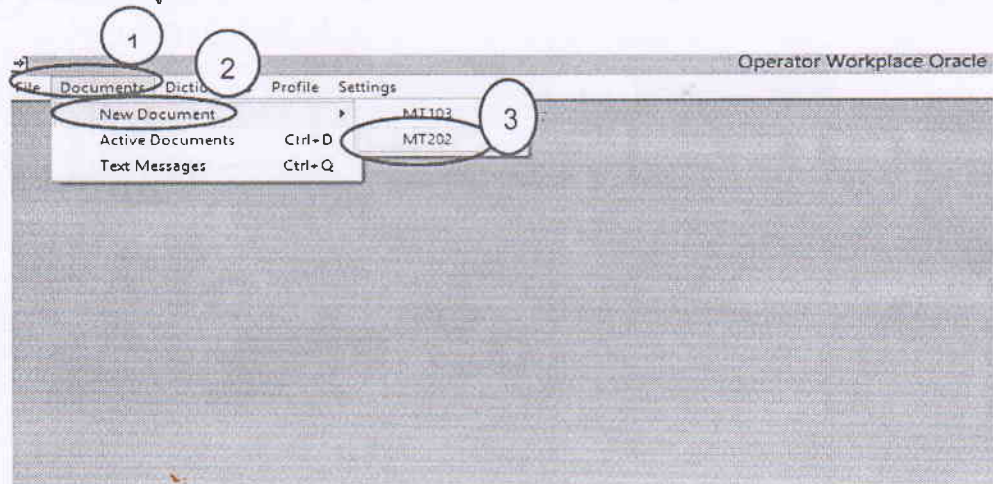 1
Operator Workplace Oracle
2
File Documents Dictio Profile Settings
New Document MT103
3
Active Documents Ctrl+D MT202
Text Messages Ctrl+Q